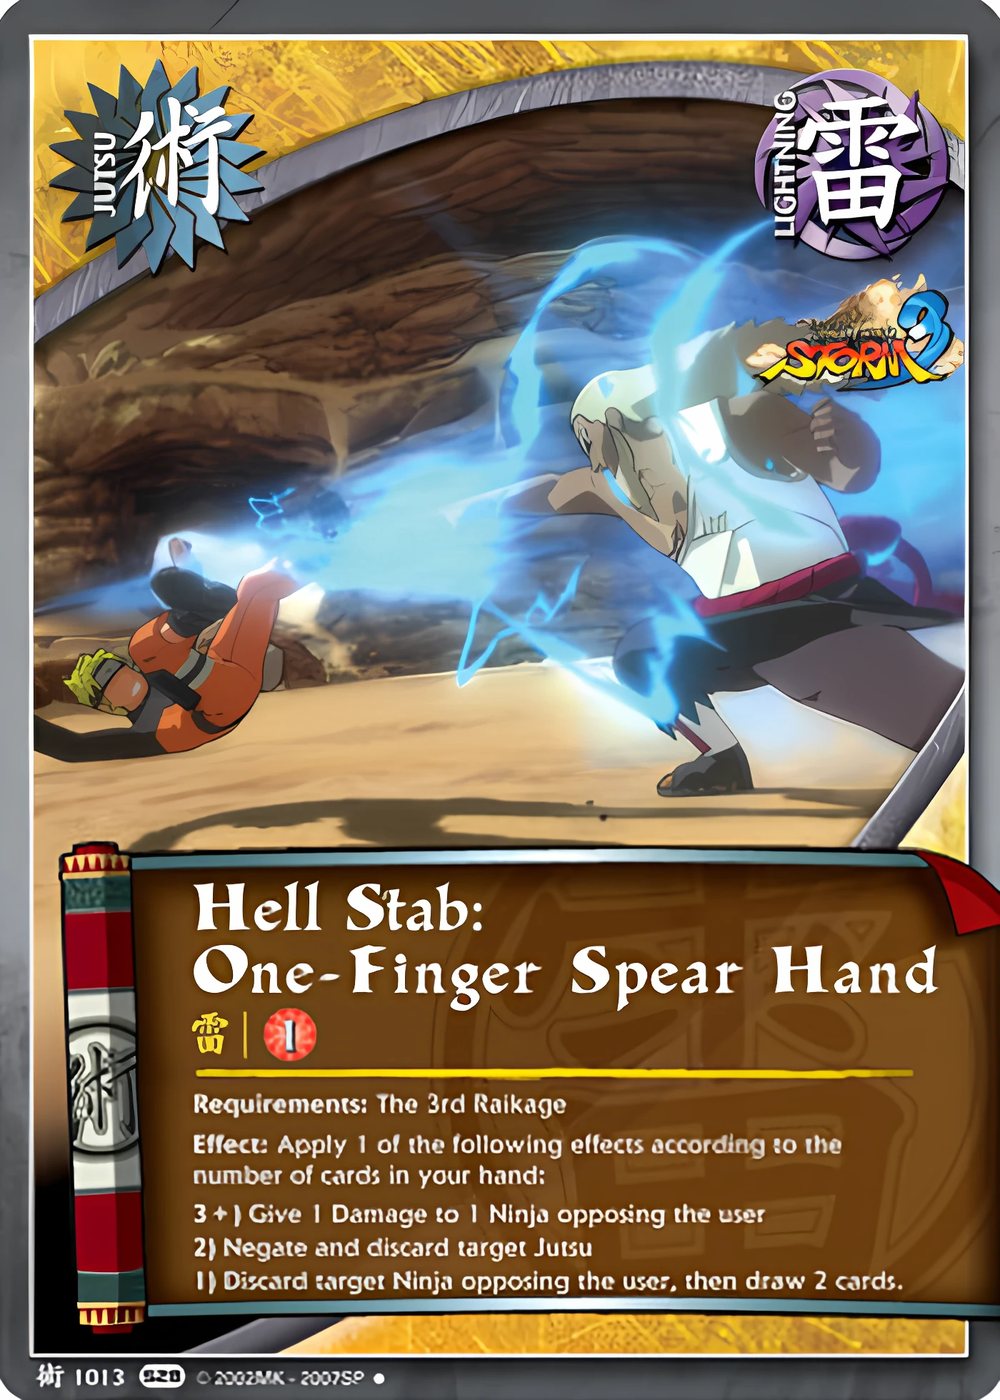 JUTSU
術
LIGHTNING
雷
STORM 3
Hell Stab:
One-Finger Spear Hand
雷 | 1
Requirements: The 3rd Raikage
Effect: Apply 1 of the following effects according to the
number of cards in your hand:
3+) Give 1 Damage to 1 Ninja opposing the user
2) Negate and discard target Jutsu
1) Discard target Ninja opposing the user, then draw 2 cards.
術
術 1013 © 2002MK - 2007SP